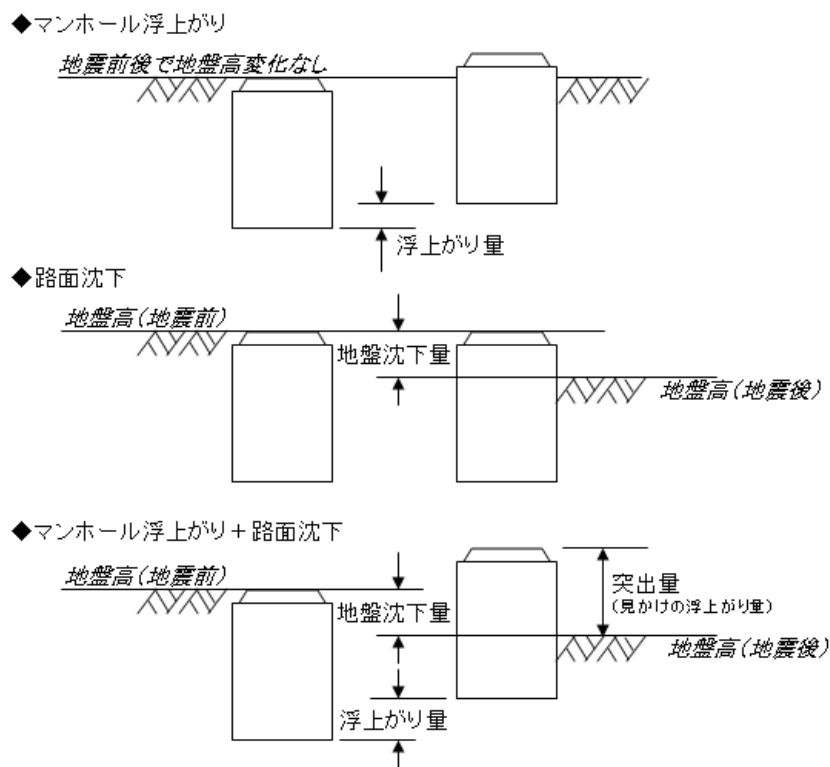 ◆マンホール浮上がり
地震前後で地盤高変化なし
浮上がり量
◆路面沈下
地盤高(地震前)
地盤沈下量
地盤高(地震後)
◆マンホール浮上がり+路面沈下
地盤高(地震前)
地盤沈下量
突出量
(見かけの浮上がり量)
地盤高(地震後)
浮上がり量